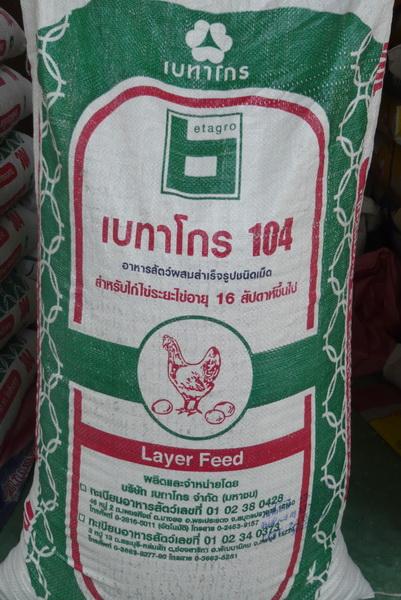 เบทาโกร
etagro
เบทาโกร 104
อาหารสัตว์ผสมสำเร็จรูปชนิดเม็ด
สำหรับไก่ไข่ระยะไข่อายุ 16 สัปดาห์ขึ้นไป
Layer Feed
ผลิตและจำหน่ายโดย
บริษัท เบทาโกร จำกัด (มหาชน)
ทะเบียนอาหารสัตว์เลขที่ 01 02 38 0428
ทะเบียนอาหารสัตว์เลขที่ 01 02 34 0373